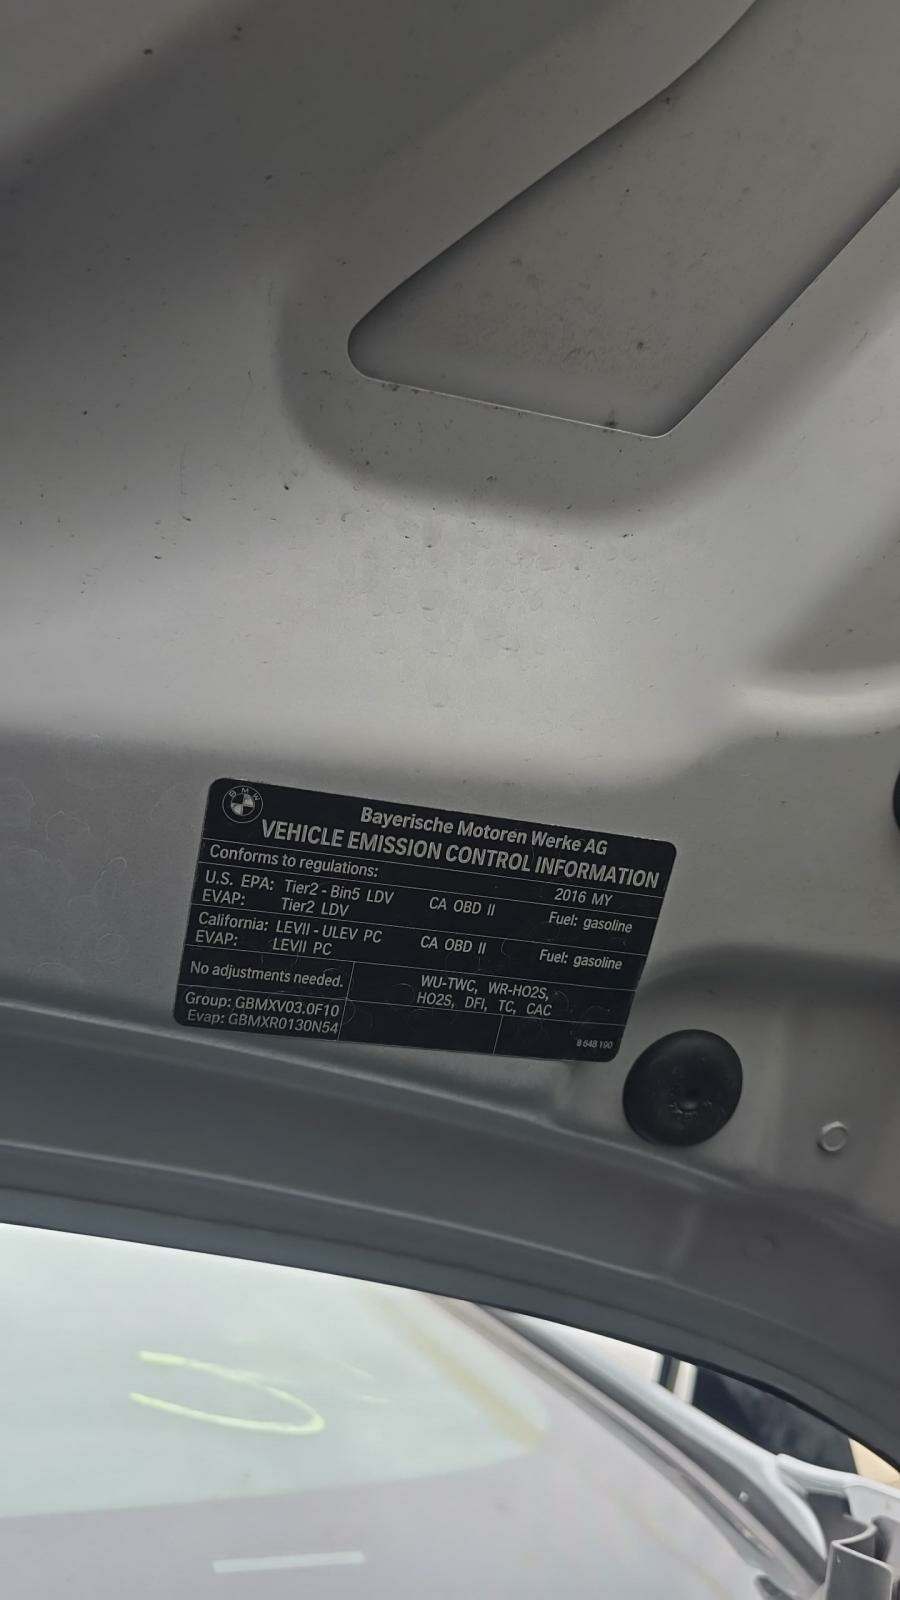 BMW
Bayerische Motoren Werke AG
VEHICLE EMISSION CONTROL INFORMATION
Conforms to regulations: 2016 MY
U.S. EPA: Tier2 - Bin5 LDV CA OBD II Fuel: gasoline
EVAP: Tier2 LDV
California: LEVII - ULEV PC CA OBD II Fuel: gasoline
EVAP: LEVII PC
No adjustments needed. WU-TWC, WR-HO2S,
HO2S, DFI, TC, CAC
Group: GBMXV03.0F10
Evap: GBMXR0130N54
8 648 190